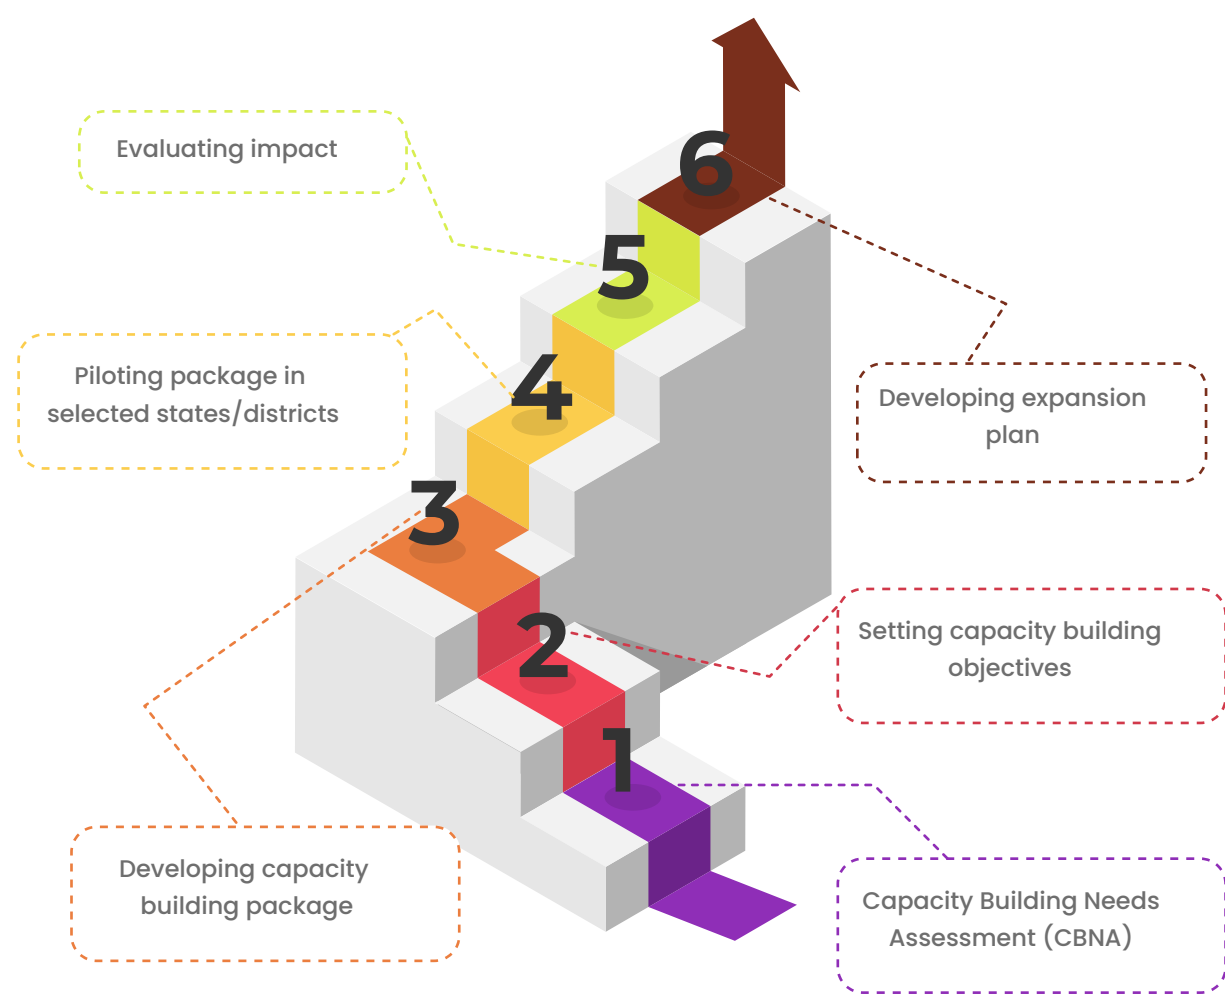 6
Evaluating impact
5
4
Piloting package in
selected states/districts
Developing expansion
plan
3
2
Setting capacity building
objectives
1
Developing capacity
building package
Capacity Building Needs
Assessment (CBNA)